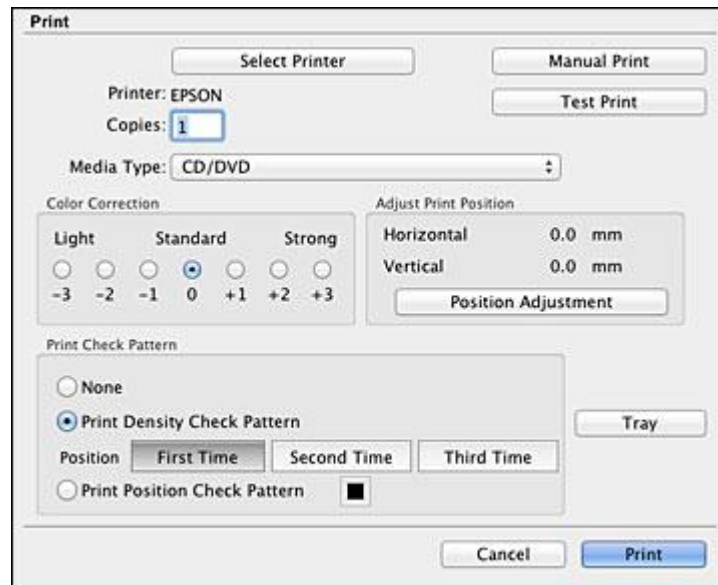 Print
Select Printer
Manual Print
Printer: EPSON
Test Print
Copies: 1
Media Type: CD/DVD
Color Correction
Adjust Print Position
Light Standard Strong
Horizontal 0.0 mm
Vertical 0.0 mm
-3 -2 -1 0 +1 +2 +3
Position Adjustment
Print Check Pattern
None
Print Density Check Pattern
Tray
Position First Time Second Time Third Time
Print Position Check Pattern
Cancel Print